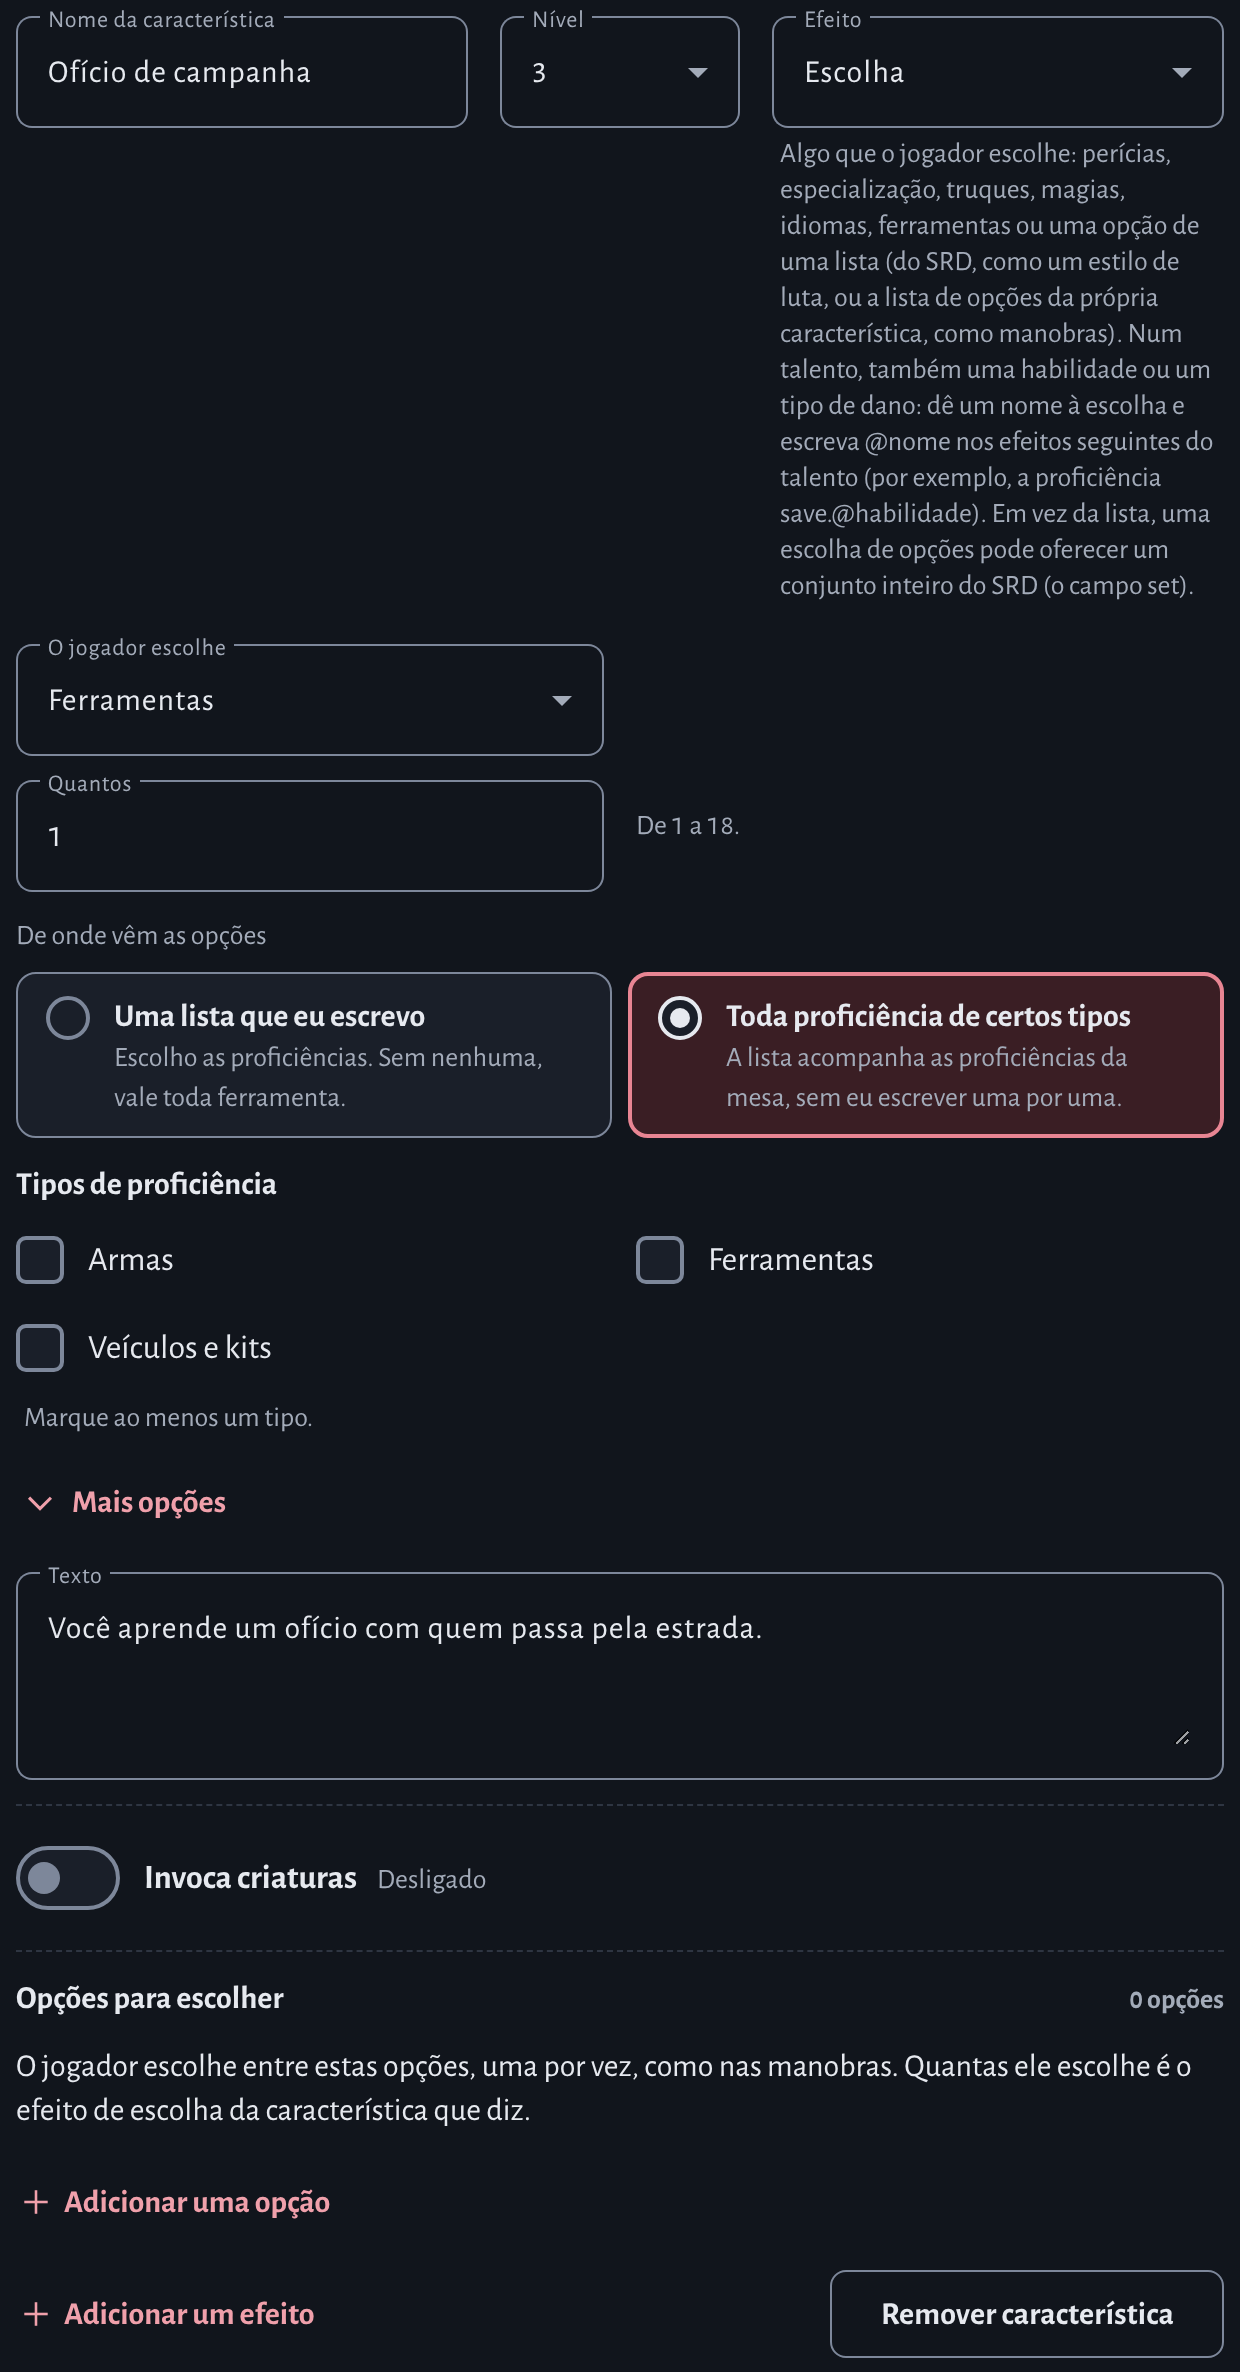 Nome da característica
Ofício de campanha
Nível
3
Efeito
Escolha
Algo que o jogador escolhe: perícias,
especialização, truques, magias,
idiomas, ferramentas ou uma opção de
uma lista (do SRD, como um estilo de
luta, ou a lista de opções da própria
característica, como manobras). Num
talento, também uma habilidade ou um
tipo de dano: dê um nome à escolha e
escreva @nome nos efeitos seguintes do
talento (por exemplo, a proficiência
save.@habilidade). Em vez da lista, uma
escolha de opções pode oferecer um
conjunto inteiro do SRD (o campo set).
O jogador escolhe
Ferramentas
Quantos
1
De 1 a 18.
De onde vêm as opções
Uma lista que eu escrevo
Escolho as proficiências. Sem nenhuma,
vale toda ferramenta.
Toda proficiência de certos tipos
A lista acompanha as proficiências da
mesa, sem eu escrever uma por uma.
Tipos de proficiência
Armas
Ferramentas
Veículos e kits
Marque ao menos um tipo.
Mais opções
Texto
Você aprende um ofício com quem passa pela estrada.
Invoca criaturas
Desligado
Opções para escolher
0 opções
O jogador escolhe entre estas opções, uma por vez, como nas manobras. Quantas ele escolhe é o
efeito de escolha da característica que diz.
Adicionar uma opção
Adicionar um efeito
Remover característica